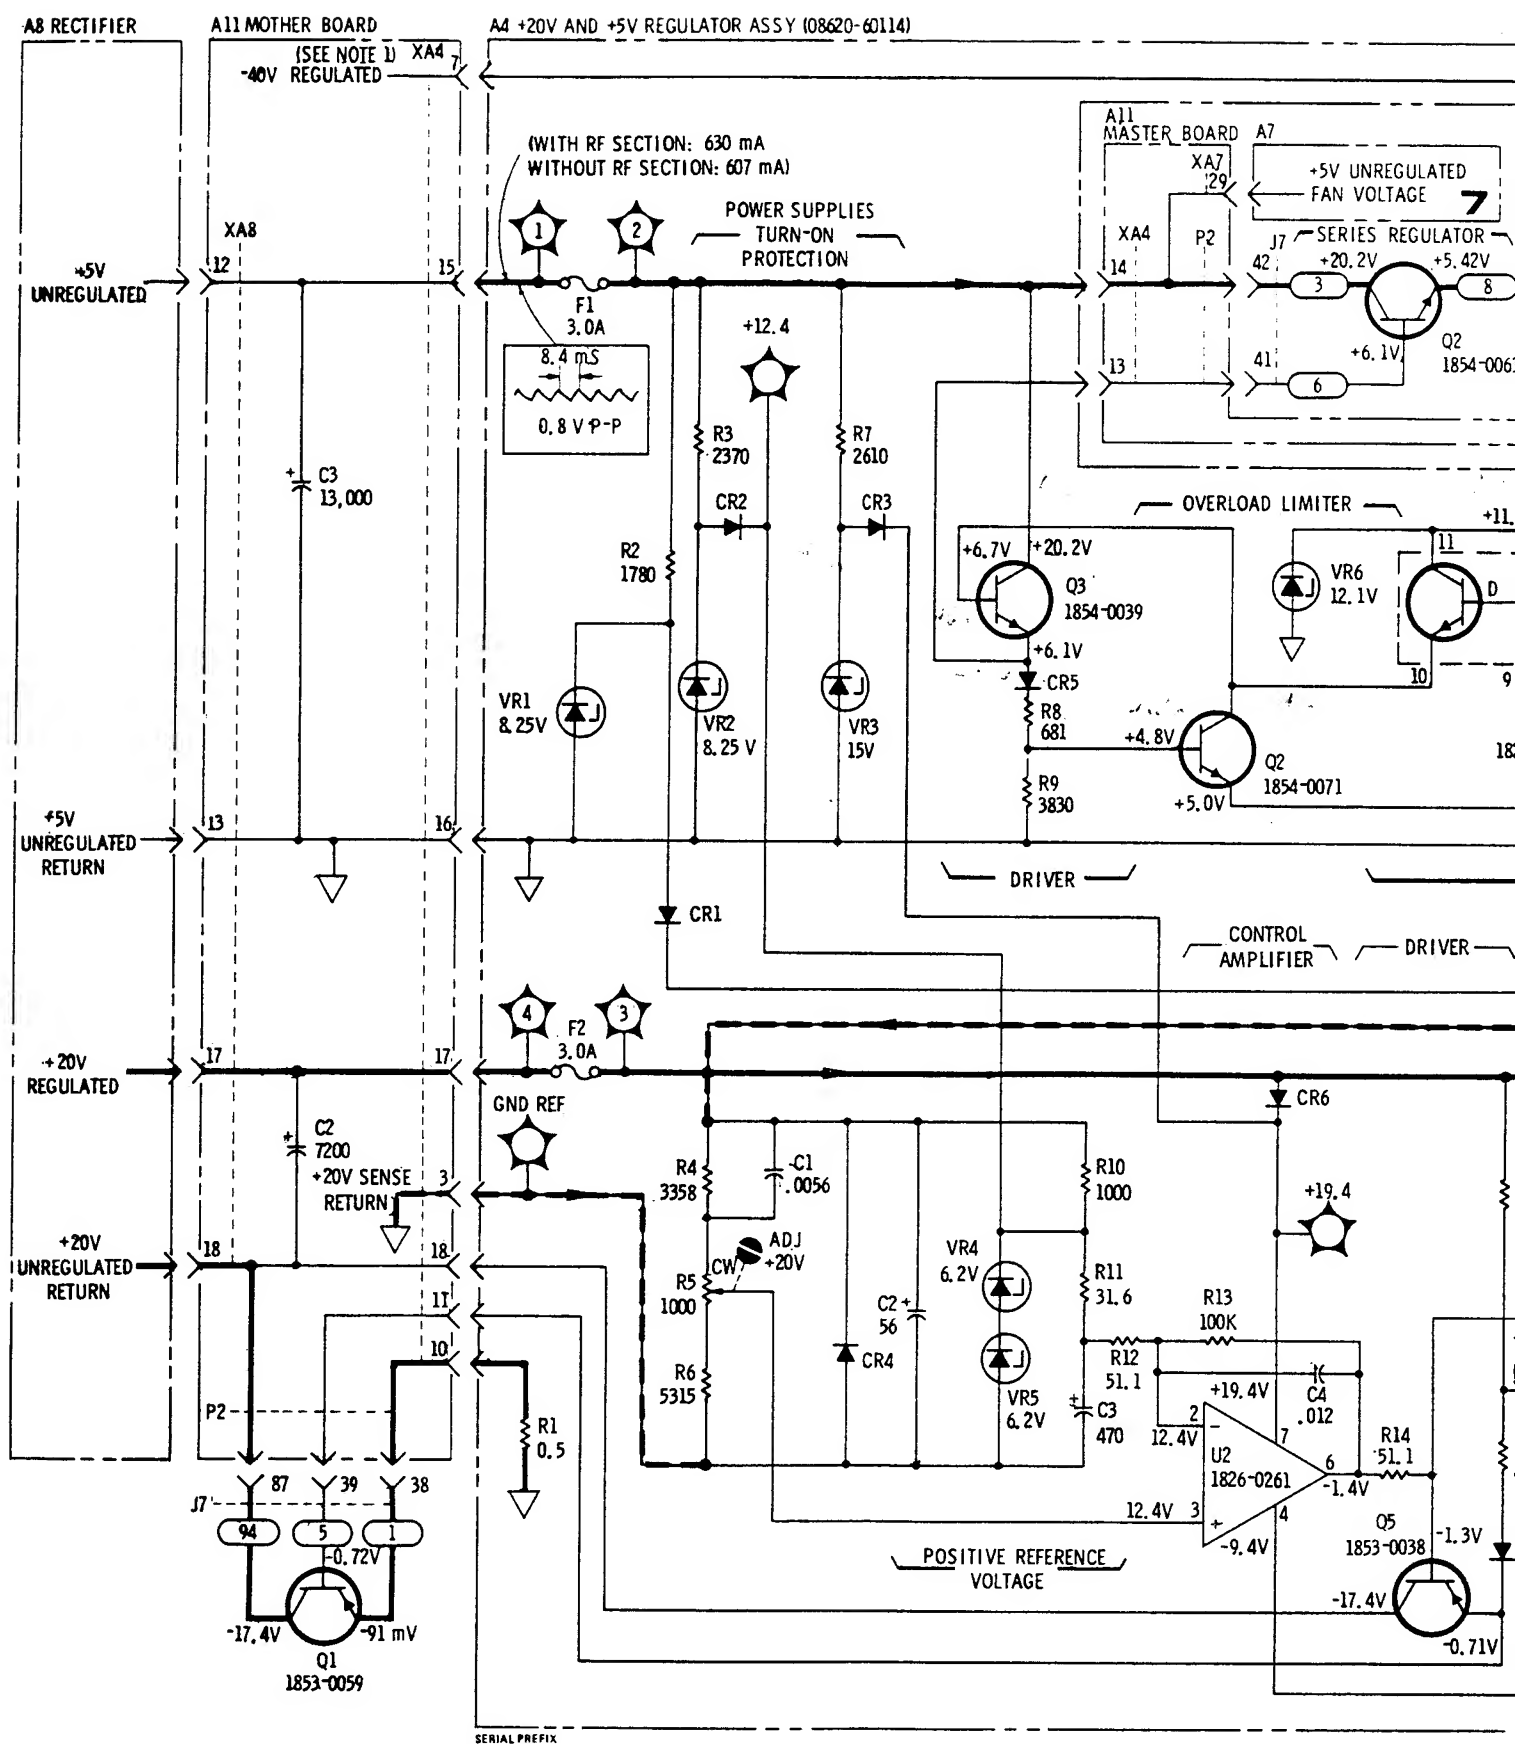 A8 RECTIFIER
A11 MOTHER BOARD
A4 +20V AND +5V REGULATOR ASSY (08620-60114)
(SEE NOTE 1)
XA4
7
-40V REGULATED
(WITH RF SECTION: 630 mA
WITHOUT RF SECTION: 607 mA)
A11
MASTER BOARD
A7
XA7
29
+5V UNREGULATED
FAN VOLTAGE
7
XA8
1
2
POWER SUPPLIES
TURN-ON
PROTECTION
XA4
P2
J7
SERIES REGULATOR
+5V
UNREGULATED
12
15
14
42
+20.2V
3
+5.42V
8
F1
3.0A
+12.4
8.4 mS
0.8 V P-P
13
41
6
+6.1V
Q2
1854-006
R3
2370
R7
2610
C3
13,000
+
CR2
CR3
OVERLOAD LIMITER
+11.
11
R2
1780
+6.7V
+20.2V
Q3
1854-0039
VR6
12.1V
D
+6.1V
10
9
VR1
8.25V
VR2
8.25 V
VR3
15V
CR5
R8
681
+4.8V
Q2
1854-0071
R9
3830
+5.0V
18
+5V
UNREGULATED
RETURN
13
16
DRIVER
CR1
CONTROL
AMPLIFIER
DRIVER
4
F2
3.0A
3
+20V
REGULATED
17
17
GND REF
CR6
C2
7200
+
+20V SENSE
RETURN
3
R4
3358
C1
.0056
R10
1000
+19.4
+20V
UNREGULATED
RETURN
18
18
ADJ
+20V
CW
R5
1000
VR4
6.2V
R11
31.6
11
C2
56
+
R13
100K
10
CR4
R12
51.1
R6
5315
VR5
6.2V
C3
470
+
+19.4V
C4
.012
P2
R1
0.5
2
12.4V
-
7
U2
1826-0261
6
-1.4V
R14
51.1
87
39
38
J7
12.4V
3
+
4
-9.4V
94
5
1
-0.72V
Q5
1853-0038
-1.3V
POSITIVE REFERENCE
VOLTAGE
-17.4V
-91 mV
-17.4V
-0.71V
Q1
1853-0059
SERIAL PREFIX